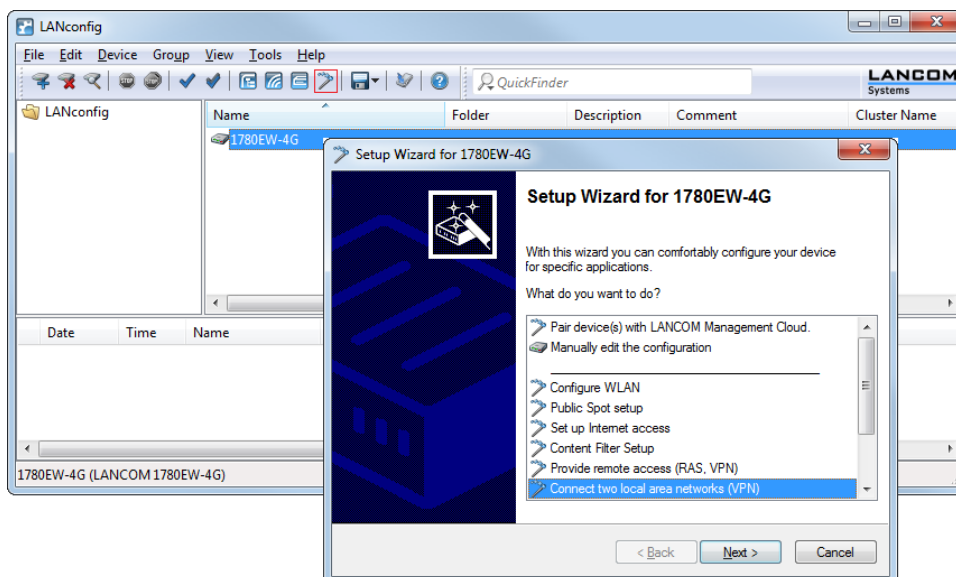 LANconfig
File Edit Device Group View Tools Help
QuickFinder
LANCOM
Systems
LANconfig
Name Folder Description Comment Cluster Name
1780EW-4G
Setup Wizard for 1780EW-4G
Setup Wizard for 1780EW-4G
With this wizard you can comfortably configure your device
for specific applications.
What do you want to do?
Pair device(s) with LANCOM Management Cloud.
Manually edit the configuration
Configure WLAN
Public Spot setup
Set up Internet access
Content Filter Setup
Provide remote access (RAS, VPN)
Connect two local area networks (VPN)
Date Time Name
1780EW-4G (LANCOM 1780EW-4G)
< Back Next > Cancel